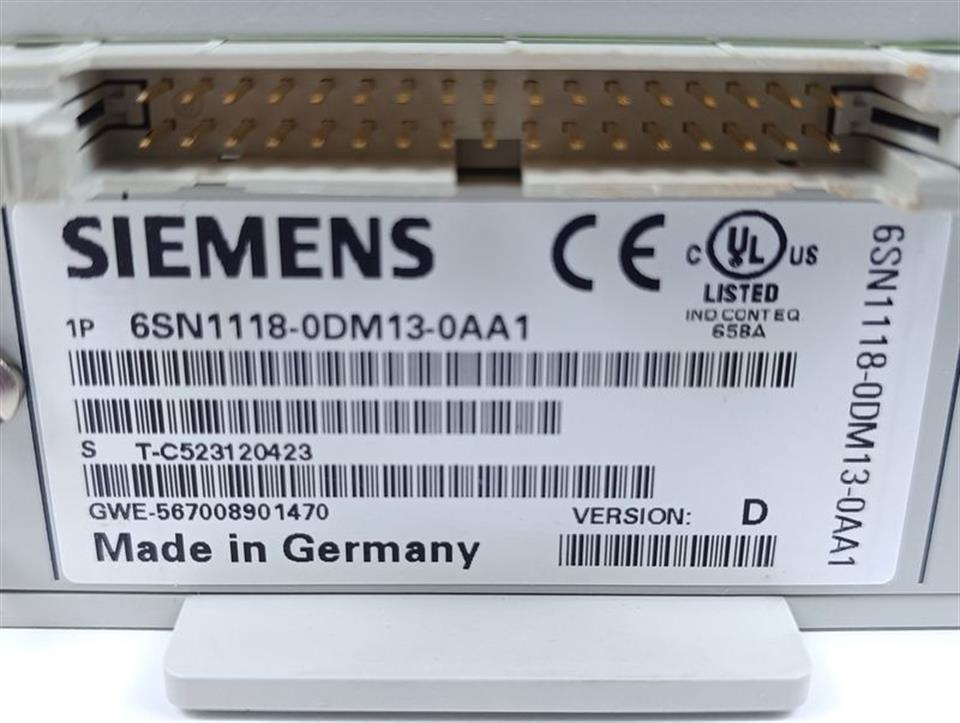 SIEMENS
CE
C UL US
LISTED
IND CONT EQ
65BA
1P 6SN1118-0DM13-0AA1
S T-C523120423
GWE-567008901470
VERSION: D
Made in Germany
6SN1118-0DM13-0AA1